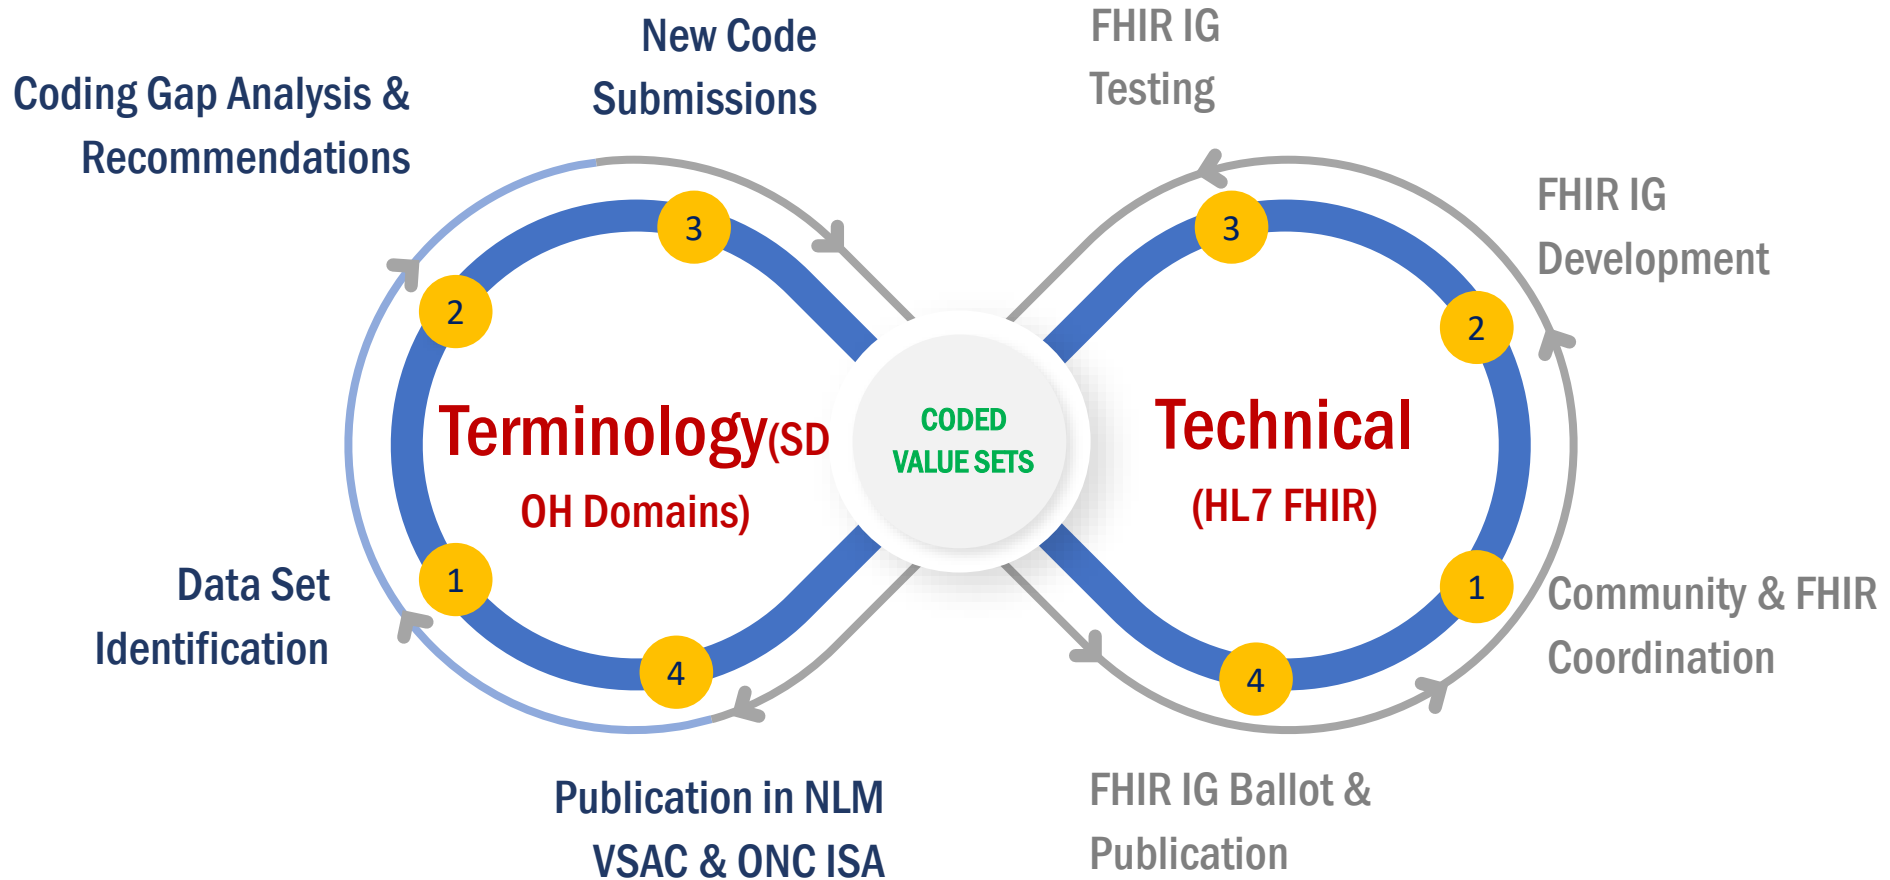 New Code
Submissions
Coding Gap Analysis &
Recommendations
3
2
Terminology(SD
OH Domains)
1
Data Set
Identification
4
Publication in NLM
VSAC & ONC ISA
CODED
VALUE SETS
FHIR IG
Testing
3
FHIR IG
Development
2
Technical
(HL7 FHIR)
1
Community & FHIR
Coordination
4
FHIR IG Ballot &
Publication